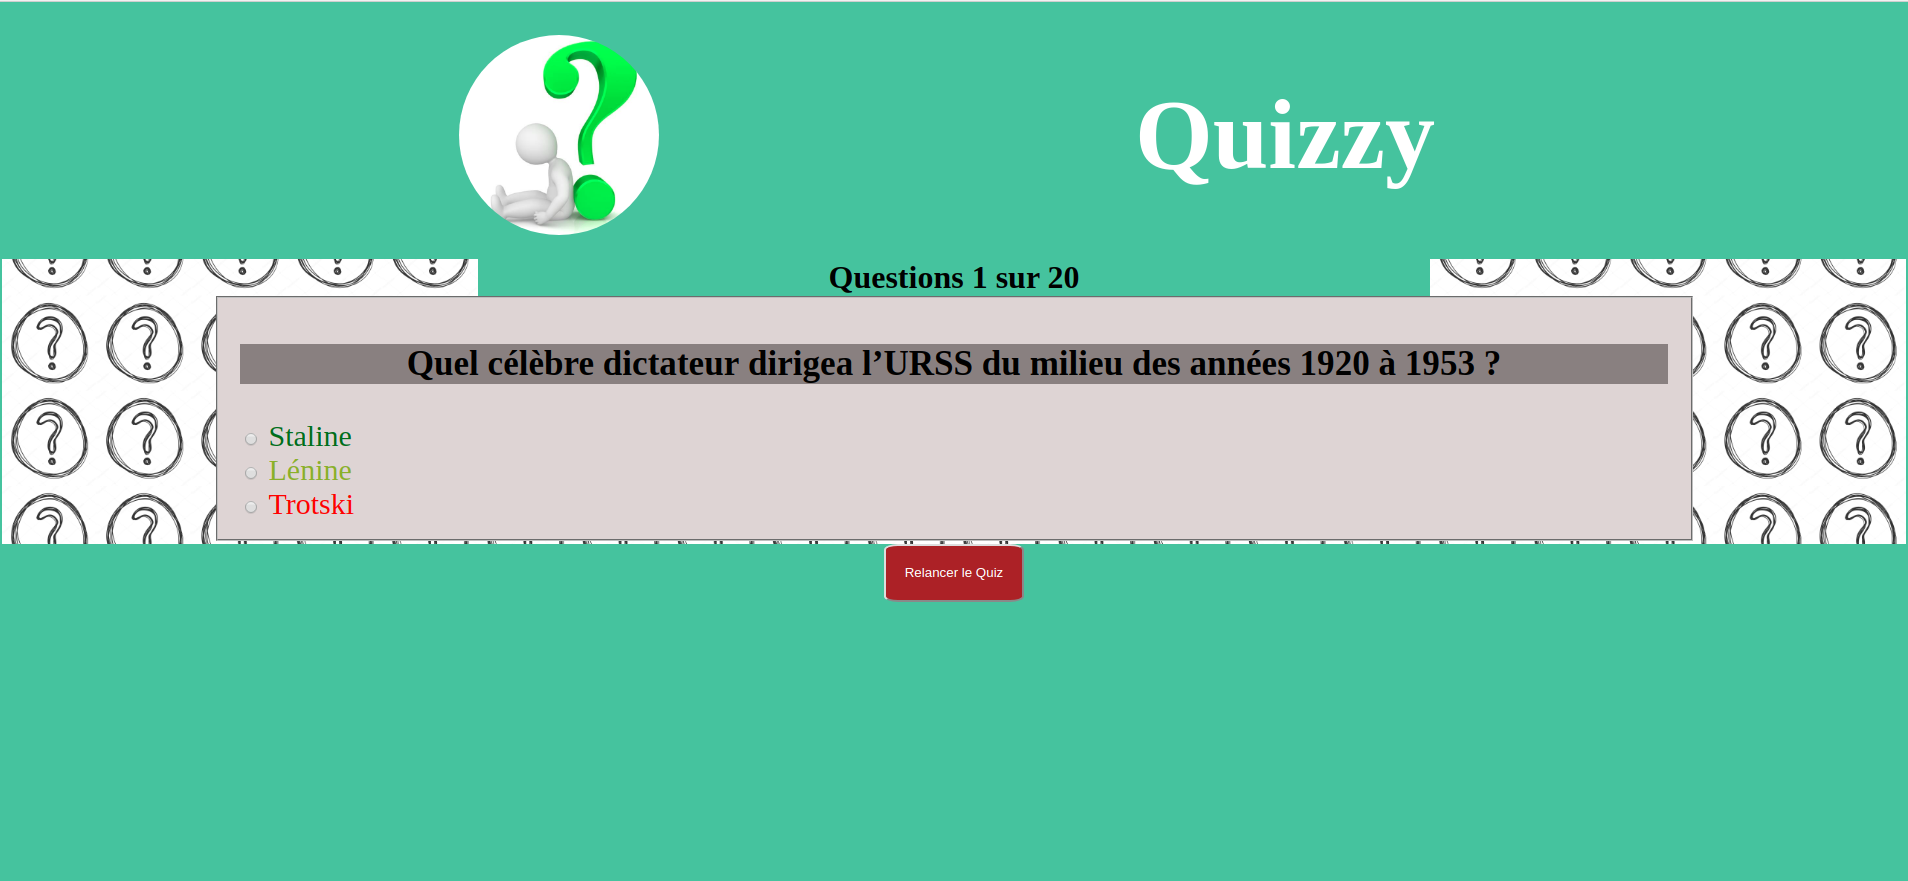 Quizzy
Questions 1 sur 20
Quel célèbre dictateur dirigea l’URSS du milieu des années 1920 à 1953 ?
Staline
Lénine
Trotski
Relancer le Quiz